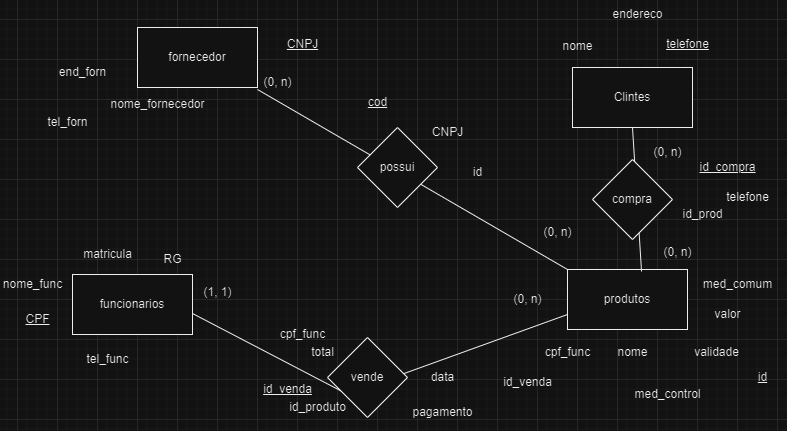 endereco
nome
telefone
Clintes
fornecedor
CNPJ
end_forn
(0, n)
nome_fornecedor
tel_forn
cod
CNPJ
possui
id
(0, n)
id_compra
telefone
compra
id_prod
(0, n)
(0, n)
matricula
RG
nome_func
funcionarios
(1, 1)
CPF
tel_func
(0, n)
produtos
med_comum
valor
cpf_func
nome
validade
id
med_control
cpf_func
total
vende
data
id_venda
id_venda
id_produto
pagamento